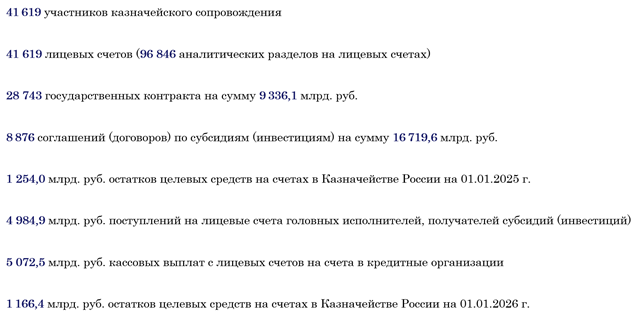 41 619 участников казначейского сопровождения
41 619 лицевых счетов (96 846 аналитических разделов на лицевых счетах)
28 743 государственных контракта на сумму 9 336,1 млрд. руб.
8 876 соглашений (договоров) по субсидиям (инвестициям) на сумму 16 719,6 млрд. руб.
1 254,0 млрд. руб. остатков целевых средств на счетах в Казначействе России на 01.01.2025 г.
4 984,9 млрд. руб. поступлений на лицевые счета головных исполнителей, получателей субсидий (инвестиций)
5 072,5 млрд. руб. кассовых выплат с лицевых счетов на счета в кредитные организации
1 166,4 млрд. руб. остатков целевых средств на счетах в Казначействе России на 01.01.2026 г.